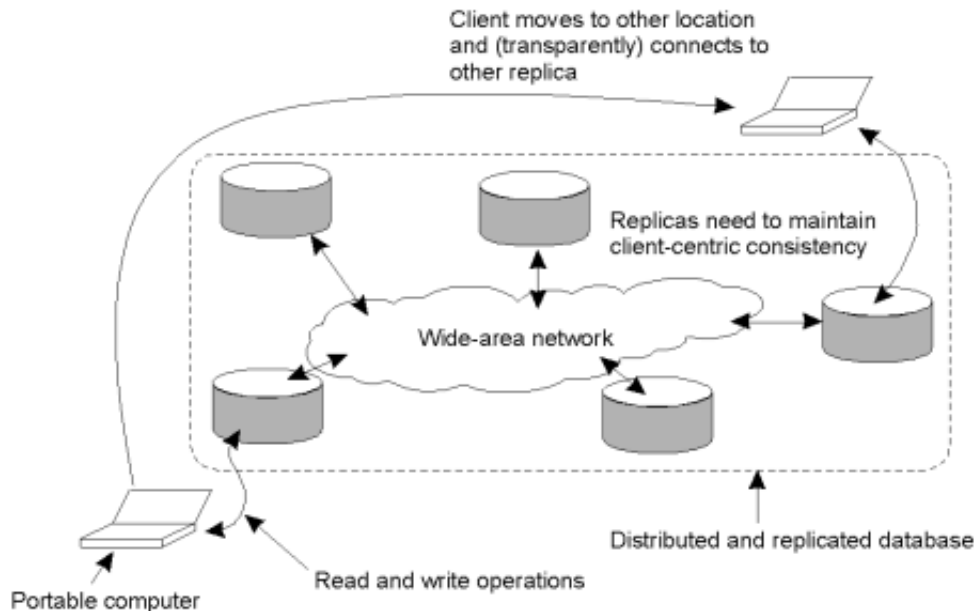 Client moves to other location
and (transparently) connects to
other replica
Replicas need to maintain
client-centric consistency
Wide-area network
Distributed and replicated database
Read and write operations
Portable computer